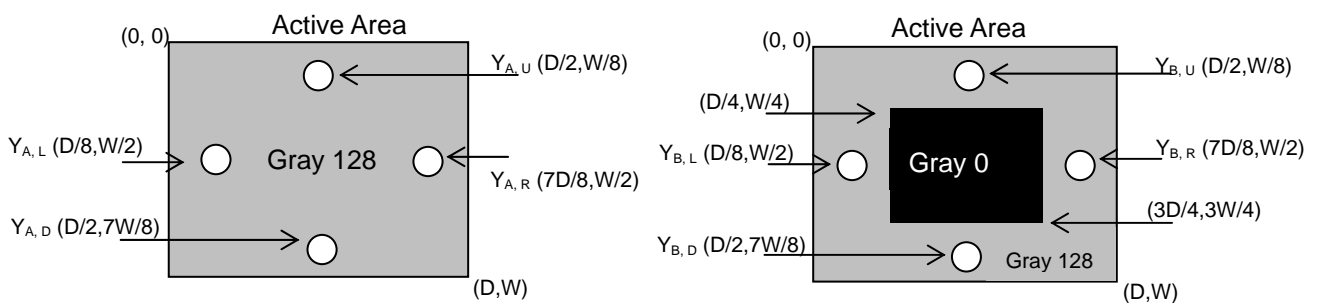 Active Area
(0, 0)
YA, U (D/2,W/8)
YA, L (D/8,W/2)
Gray 128
YA, R (7D/8,W/2)
YA, D (D/2,7W/8)
(D,W)
Active Area
(0, 0)
YB, U (D/2,W/8)
(D/4,W/4)
YB, L (D/8,W/2)
Gray 0
YB, R (7D/8,W/2)
(3D/4,3W/4)
YB, D (D/2,7W/8)
Gray 128
(D,W)